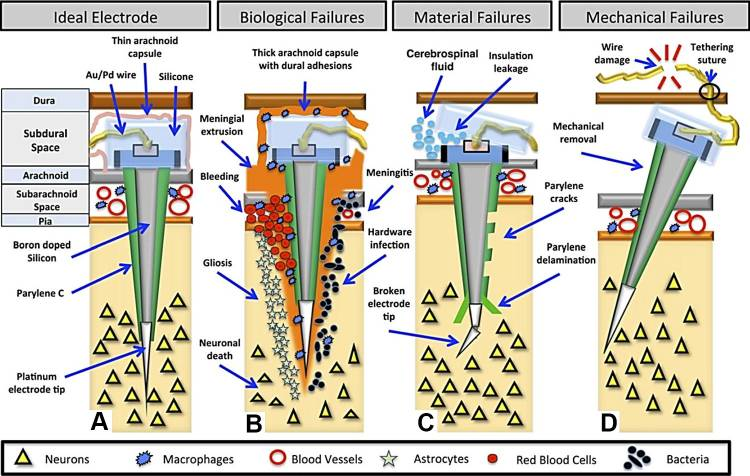 Ideal Electrode
Biological Failures
Material Failures
Mechanical Failures
Thin arachnoid
capsule
Au/Pd wire
Silicone
Dura
Subdural
Space
Arachnoid
Subarachnoid
Space
Pia
Boron doped
Silicon
Parylene C
Platinum
electrode tip
A
Thick arachnoid capsule
with dural adhesions
Meningial
extrusion
Bleeding
Meningitis
Hardware
infection
Gliosis
Neuronal
death
B
Cerebrospinal
fluid
Insulation
leakage
Parylene
cracks
Parylene
delamination
Broken
electrode
tip
C
Wire
damage
Tethering
suture
Mechanical
removal
D
Neurons
Macrophages
Blood Vessels
Astrocytes
Red Blood Cells
Bacteria